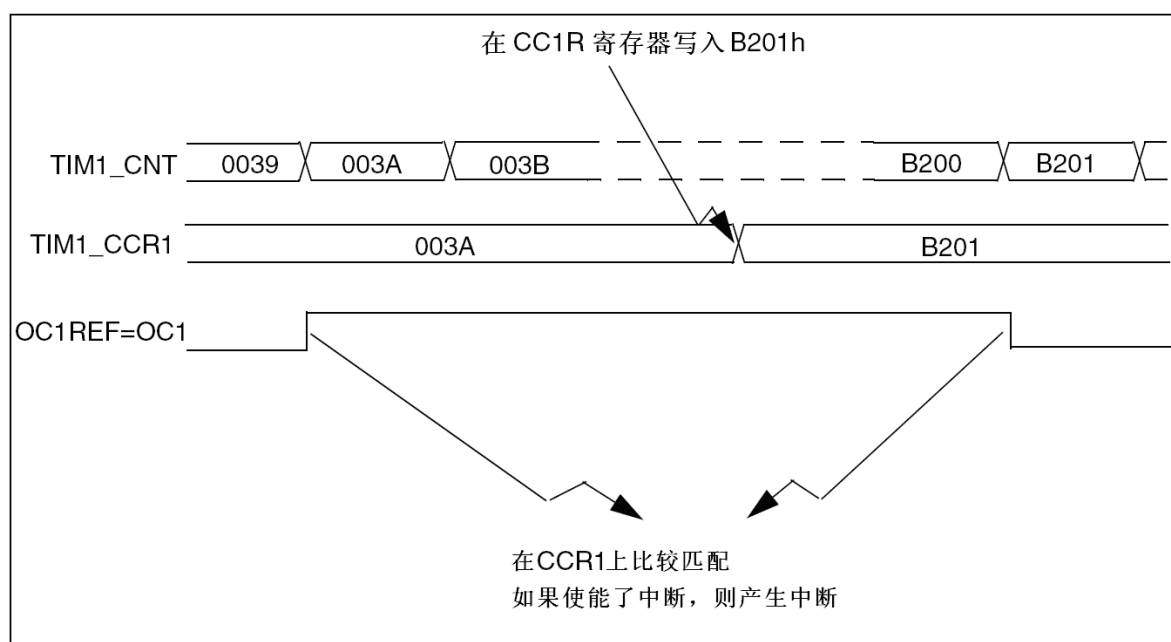 在 CC1R 寄存器写入 B201h
TIM1_CNT 0039 003A 003B B200 B201
TIM1_CCR1 003A B201
OC1REF=OC1
在CCR1上比较匹配
如果使能了中断，则产生中断